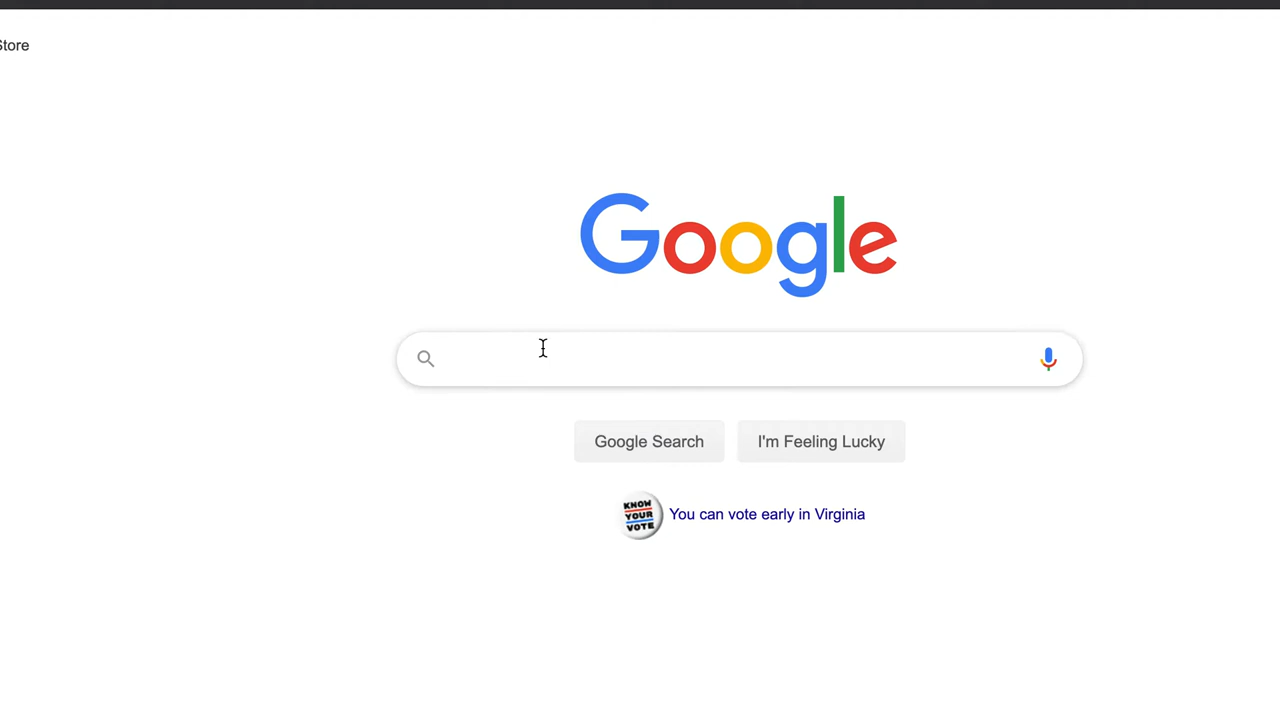 Store
Google
Google Search
I'm Feeling Lucky
KNOW
YOUR
VOTE
You can vote early in Virginia